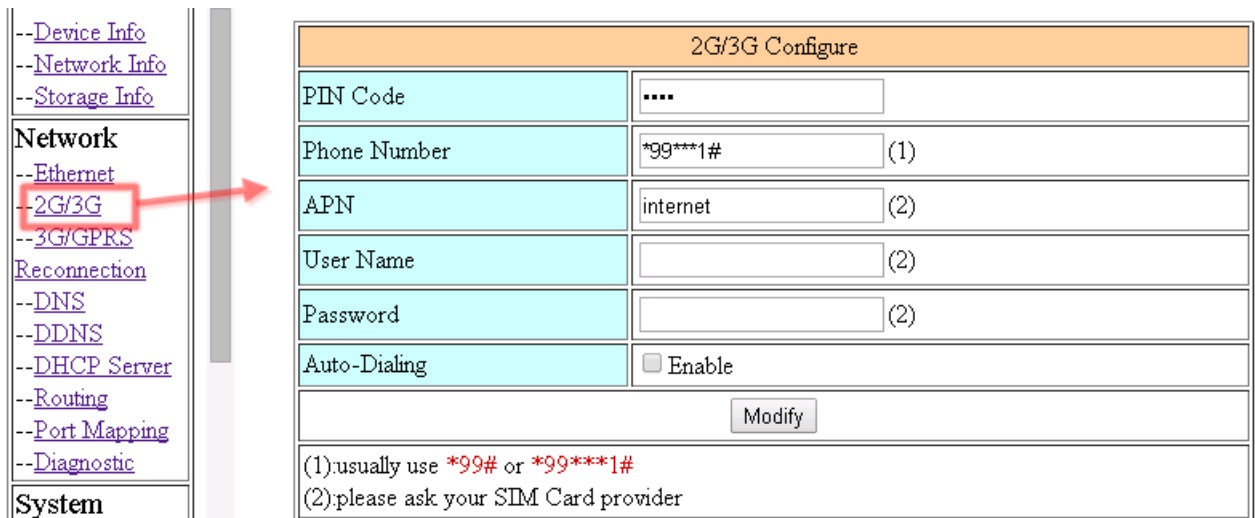 --Device Info
--Network Info
--Storage Info
Network
--Ethernet
--2G/3G
--3G/GPRS
Reconnection
--DNS
--DDNS
--DHCP Server
--Routing
--Port Mapping
--Diagnostic
System
2G/3G Configure
PIN Code ••••
Phone Number *99***1# (1)
APN internet (2)
User Name (2)
Password (2)
Auto-Dialing Enable
Modify
(1):usually use *99# or *99***1#
(2):please ask your SIM Card provider